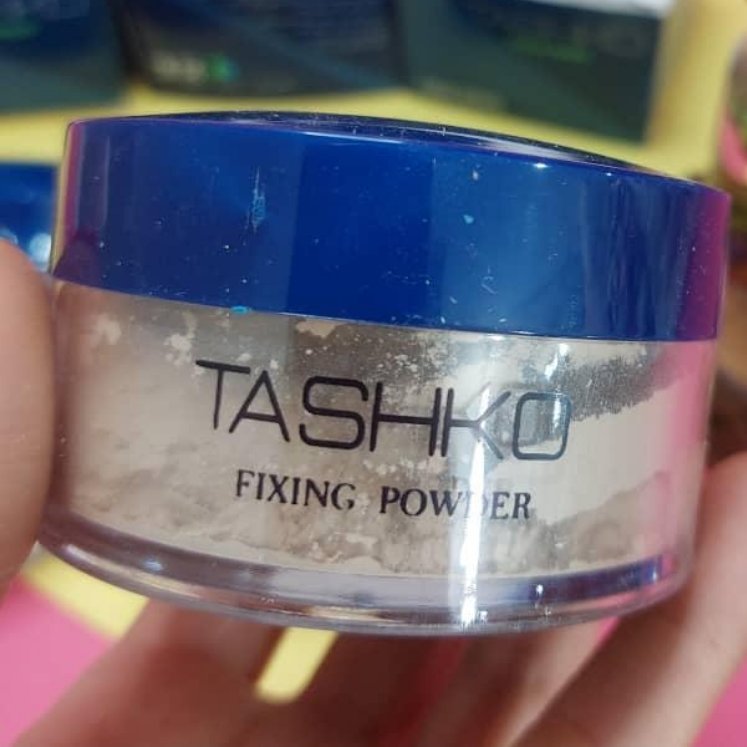 TASHKO
FIXING POWDER